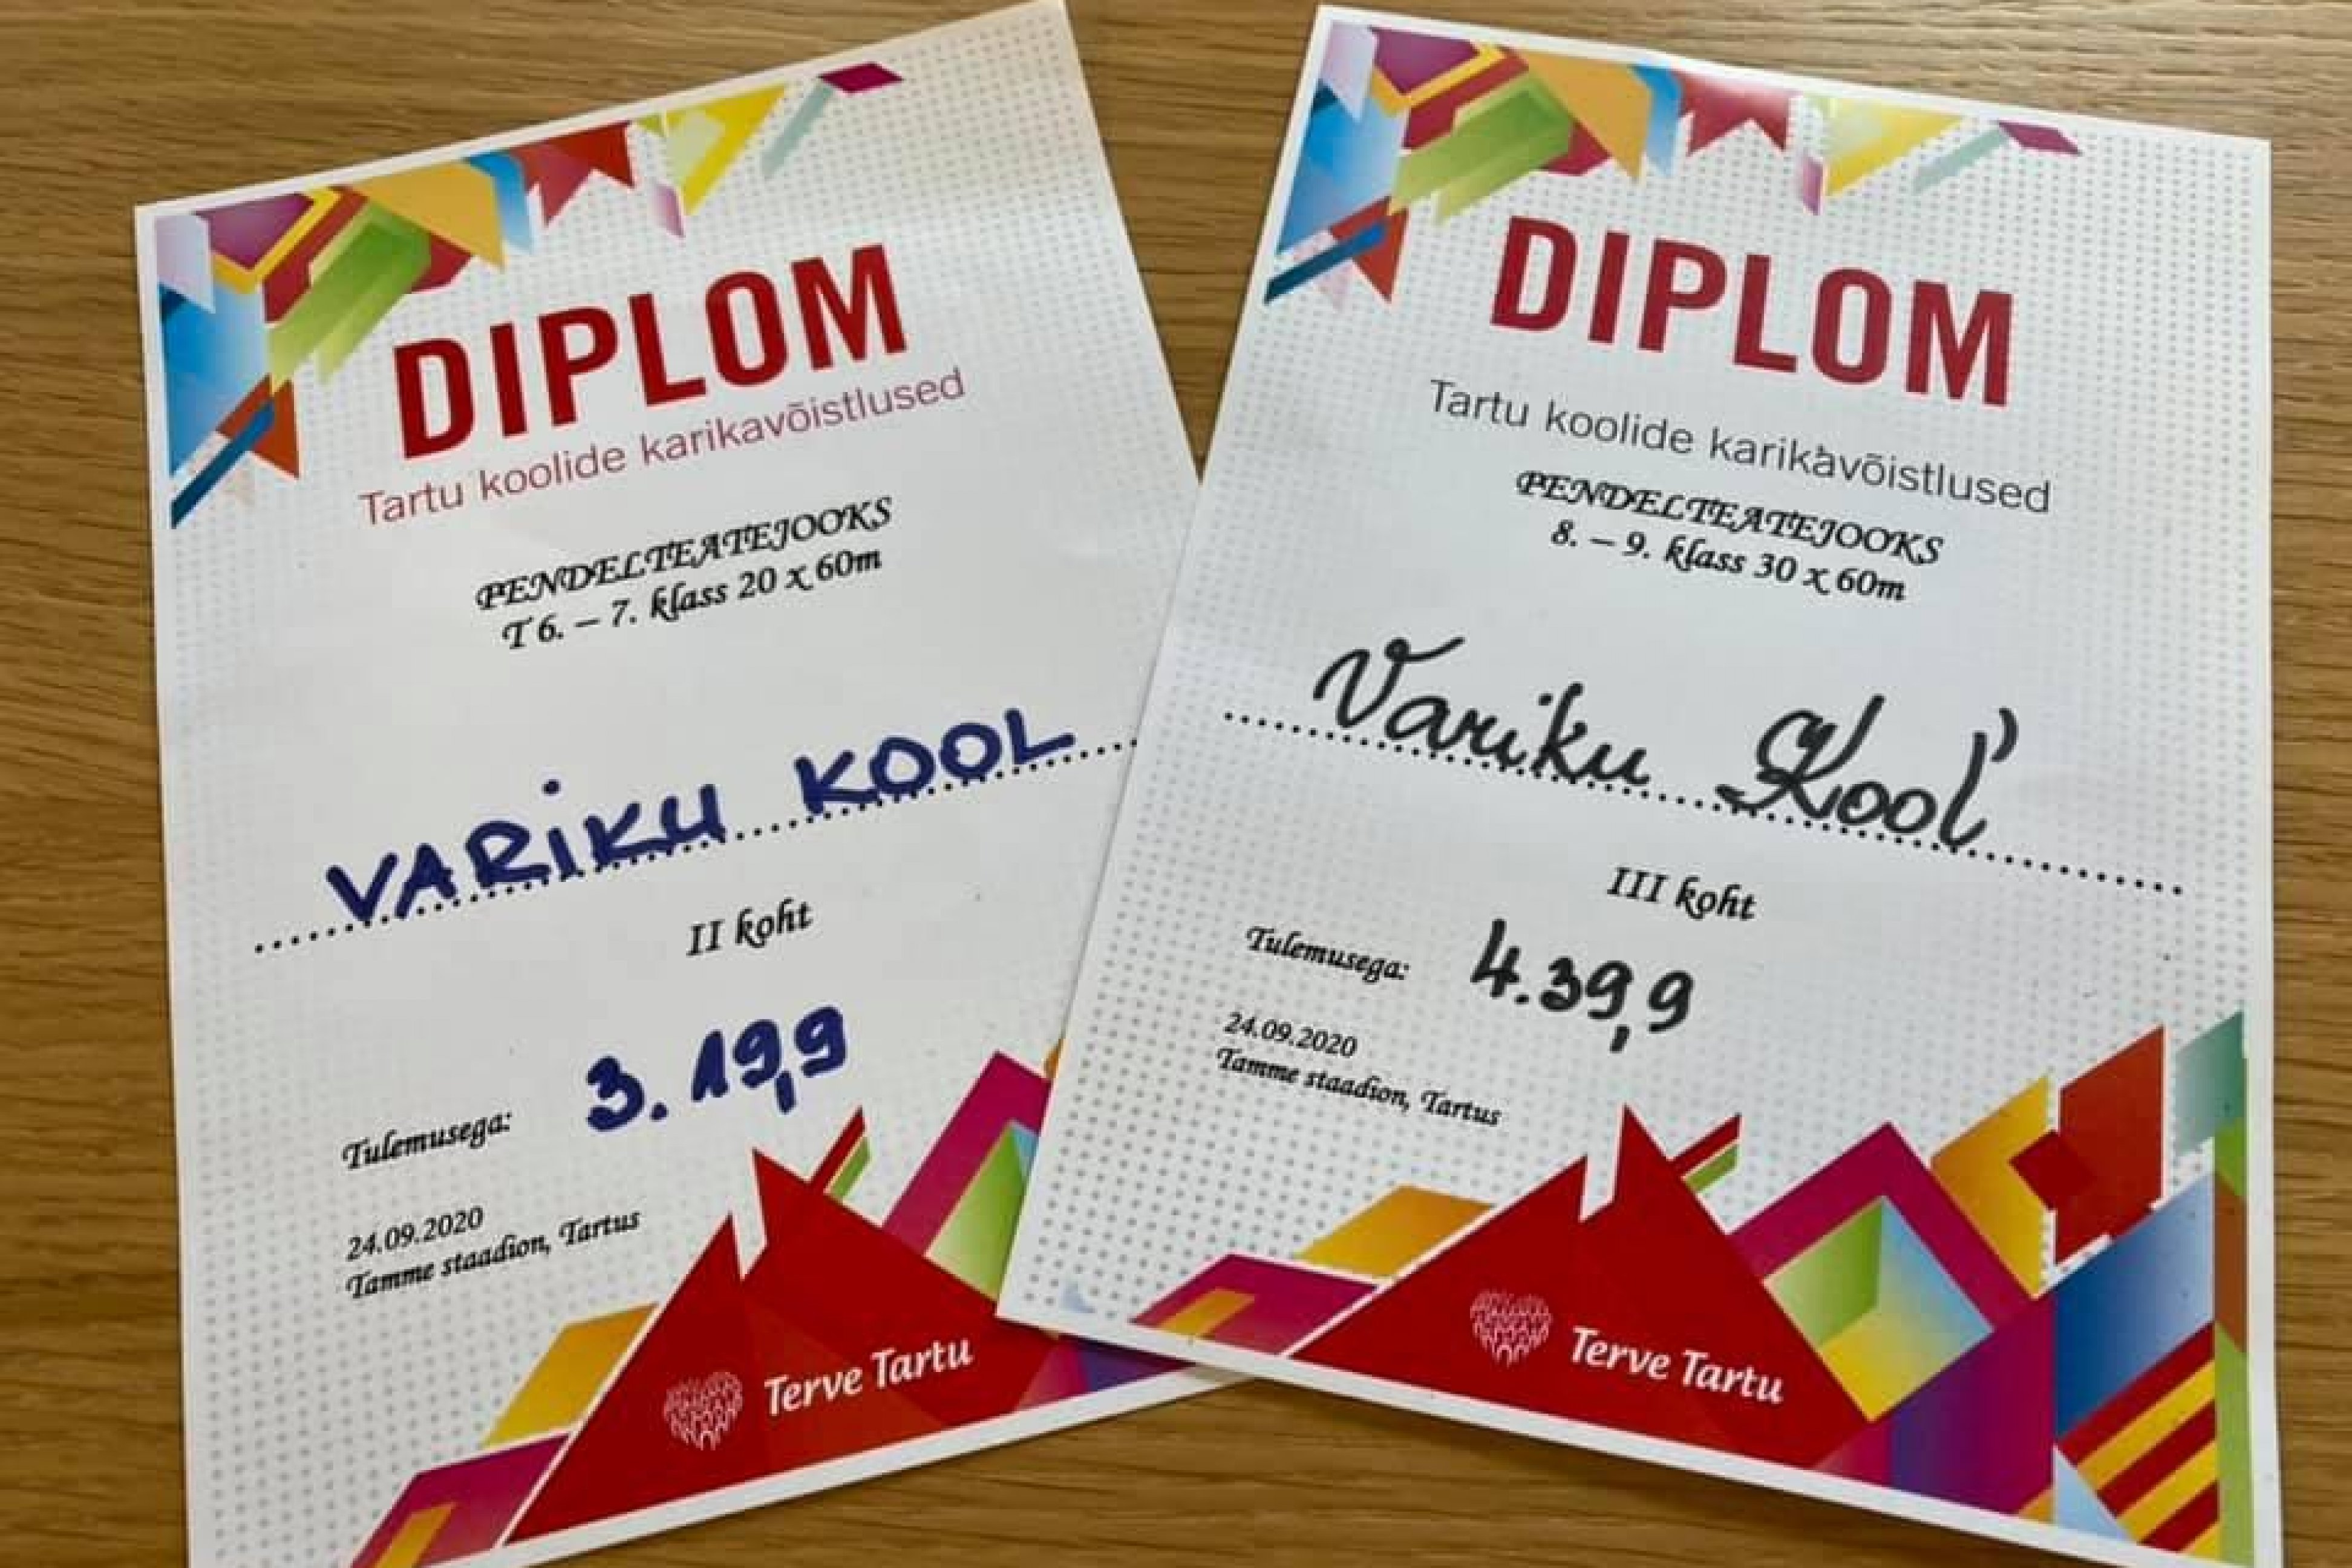 DIPLOM
Tartu koolide karikavõistlused
PENDELTEATEJOOKS
T 6. – 7. klass 20 x 60m
VARIKU KOOL
II koht
Tulemusega: 3.19,9
24.09.2020
Tamme staadion, Tartus
Terve Tartu
DIPLOM
Tartu koolide karikavõistlused
PENDELTEATEJOOKS
8. – 9. klass 30 x 60m
Variku Kool
III koht
Tulemusega: 4.39,9
24.09.2020
Tamme staadion, Tartus
Terve Tartu